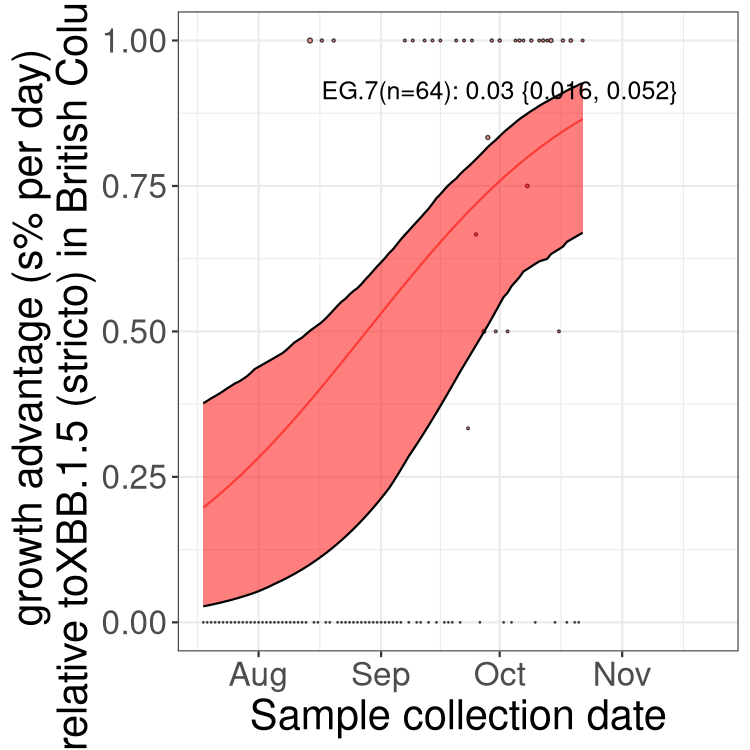 growth advantage (s% per day)
relative toXBB.1.5 (stricto) in British Colu
1.00
0.75
0.50
0.25
0.00
EG.7(n=64): 0.03 {0.016, 0.052}
Aug Sep Oct Nov
Sample collection date